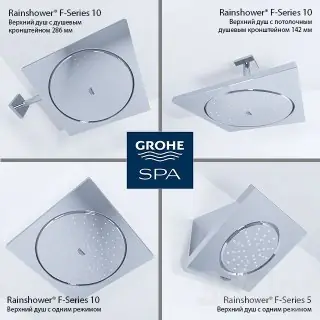 Rainshower® F-Series 10
Верхний душ с душевым
кронштейном 286 мм
Rainshower® F-Series 10
Верхний душ с потолочным
душевым кронштейном 142 мм
GROHE
SPA
Rainshower® F-Series 10
Верхний душ с одним режимом
Rainshower® F-Series 5
Верхний душ с одним режимом